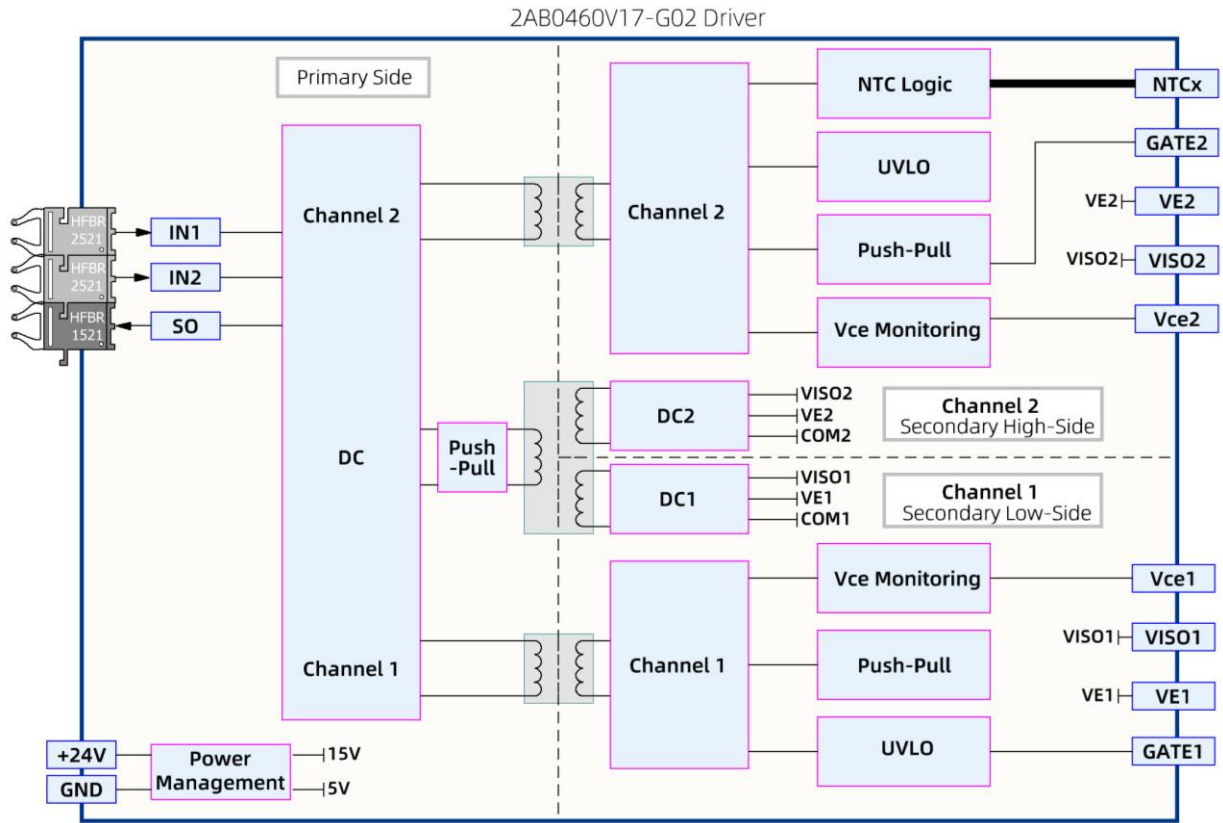 2AB0460V17-G02 Driver
Primary Side
Channel 2
DC
Channel 1
HFBR
2521
HFBR
2521
HFBR
1521
IN1
IN2
SO
Push
-Pull
+24V
GND
Power
Management
15V
5V
Channel 2
NTC Logic
UVLO
Push-Pull
Vce Monitoring
NTCx
GATE2
VE2
VE2
VISO2
VISO2
Vce2
DC2
VISO2
VE2
COM2
Channel 2
Secondary High-Side
DC1
VISO1
VE1
COM1
Channel 1
Secondary Low-Side
Channel 1
Vce Monitoring
Push-Pull
UVLO
Vce1
VISO1
VISO1
VE1
VE1
GATE1